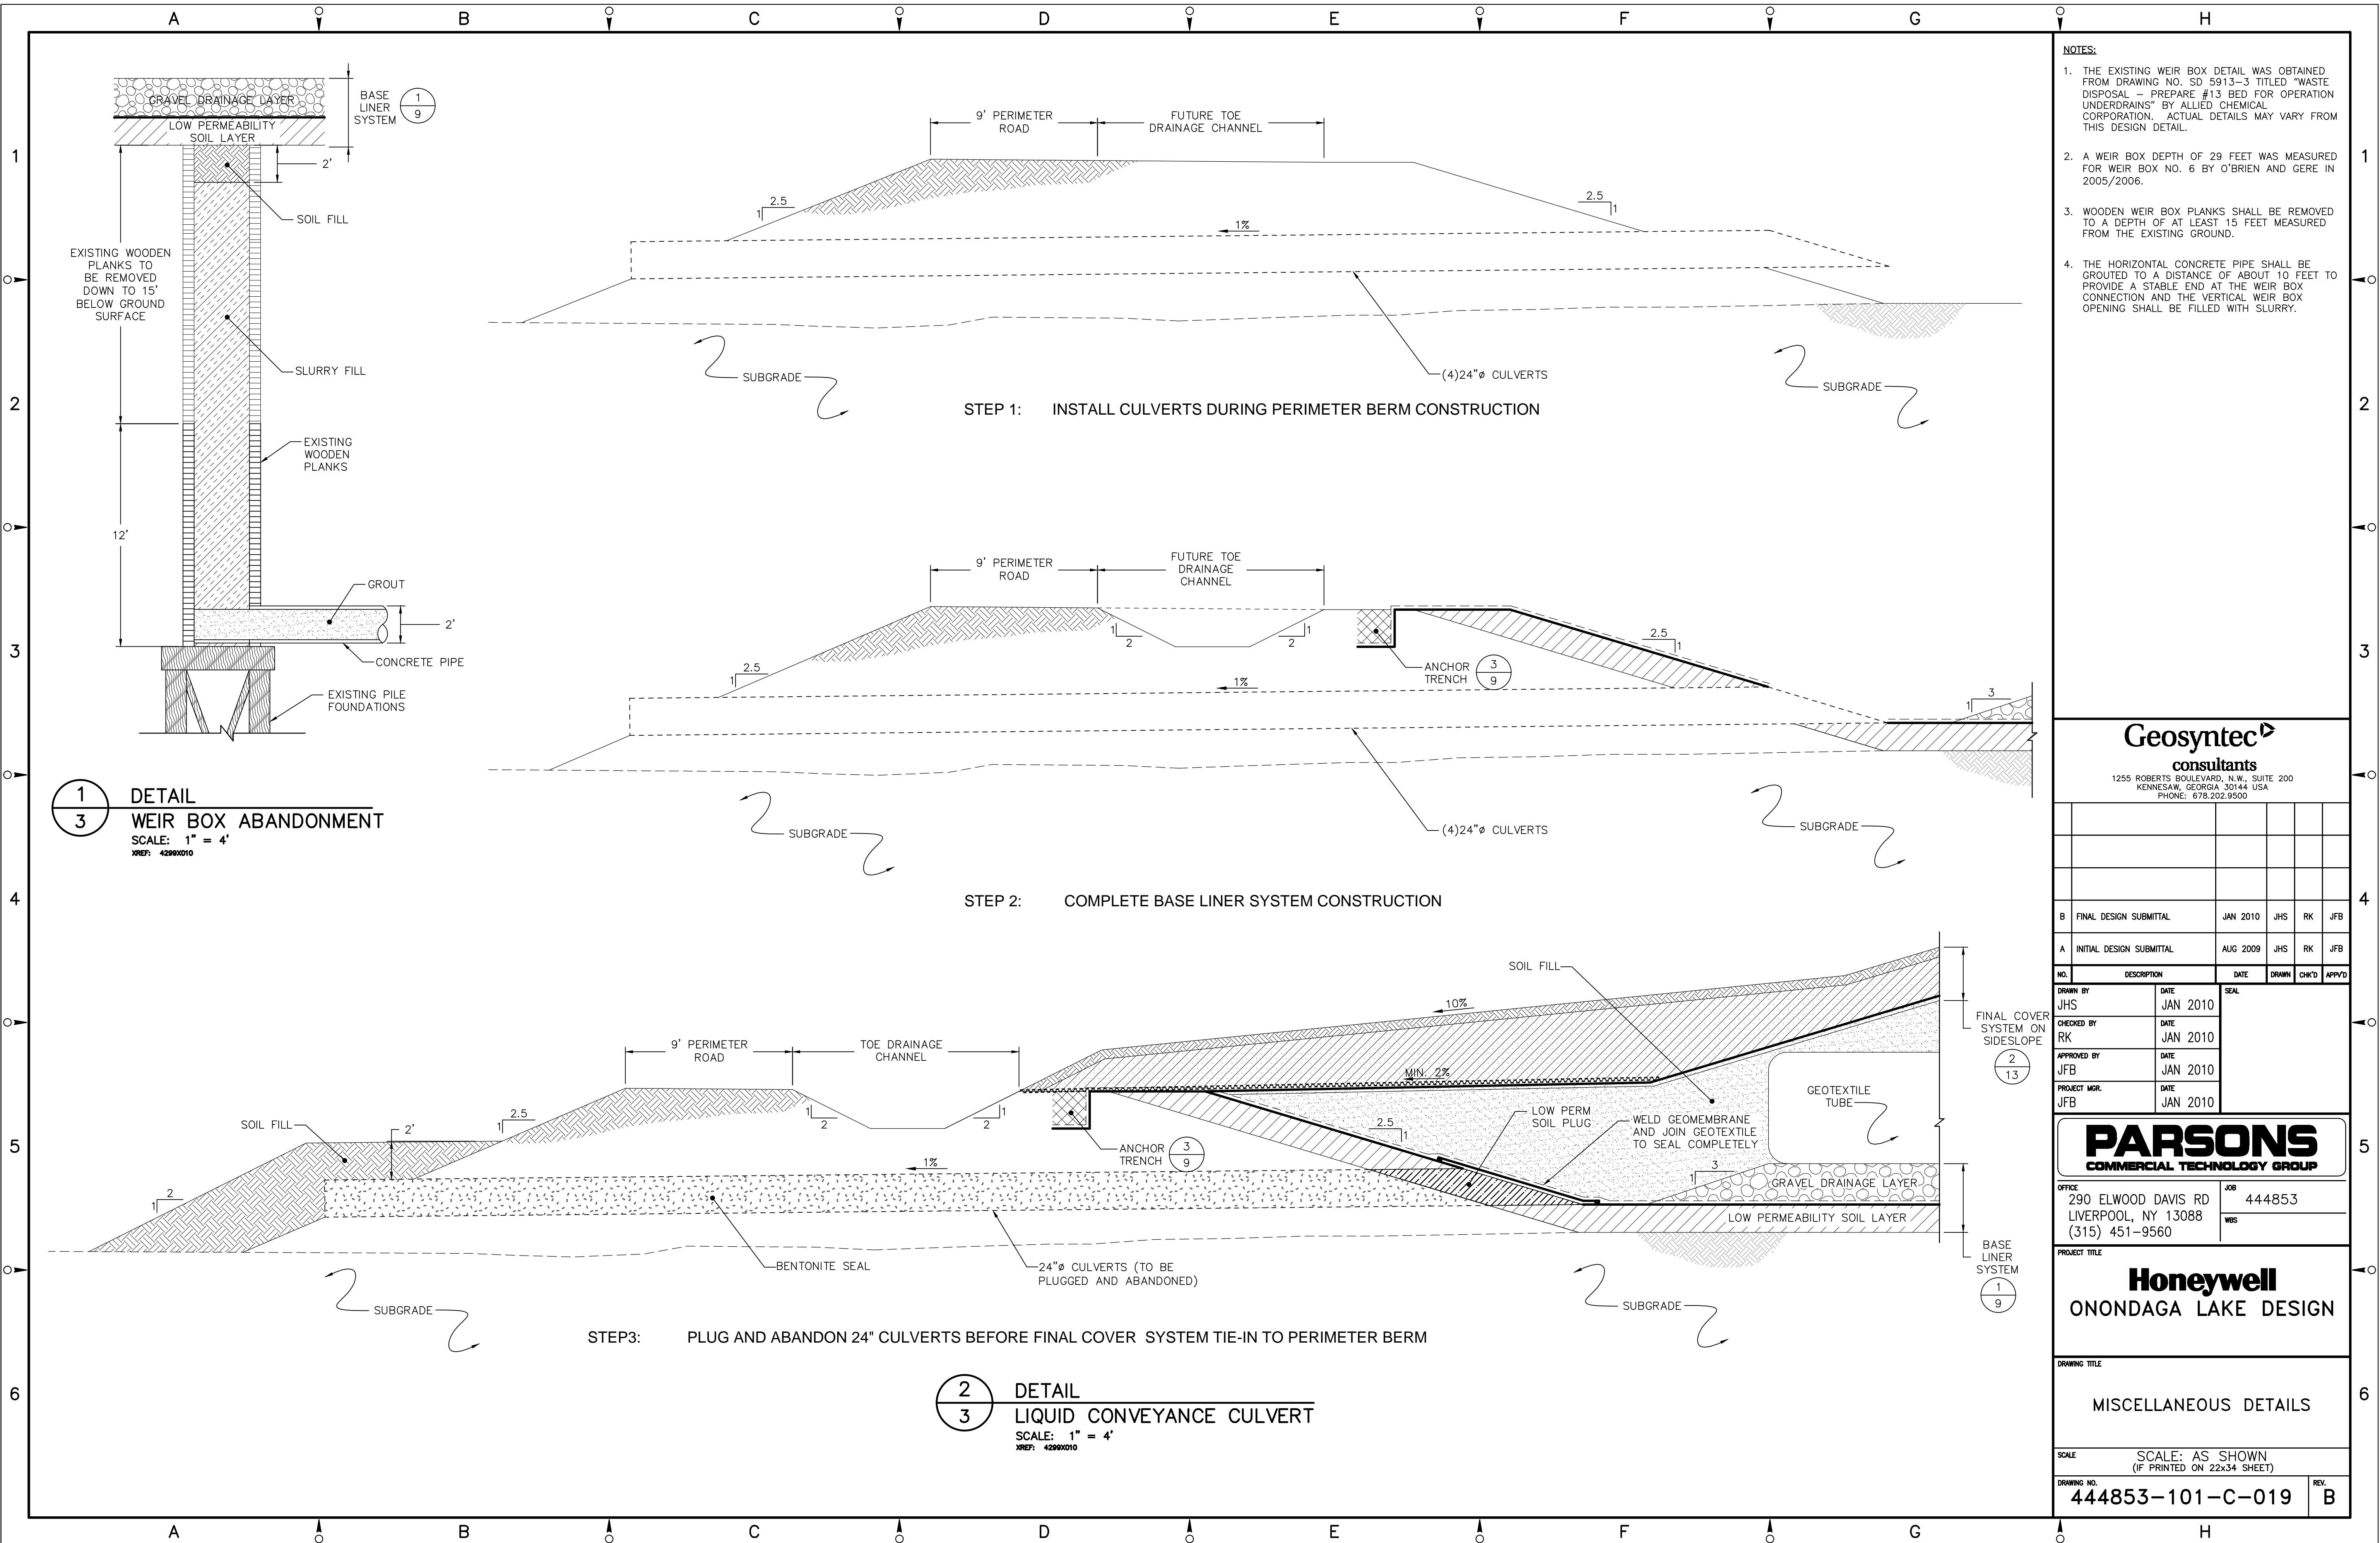 A B C D E F G H
1
2
3
4
5
6
GRAVEL DRAINAGE LAYER
LOW PERMEABILITY
SOIL LAYER
BASE
LINER
SYSTEM
1
9
2'
SOIL FILL
EXISTING WOODEN
PLANKS TO
BE REMOVED
DOWN TO 15'
BELOW GROUND
SURFACE
SLURRY FILL
EXISTING
WOODEN
PLANKS
12'
GROUT
2'
CONCRETE PIPE
EXISTING PILE
FOUNDATIONS
1
3
DETAIL
WEIR BOX ABANDONMENT
SCALE: 1" = 4'
XREF: 4299X010
9' PERIMETER
ROAD
FUTURE TOE
DRAINAGE CHANNEL
2.5
1
2.5
1
1%
(4)24"ø CULVERTS
SUBGRADE
SUBGRADE
STEP 1: INSTALL CULVERTS DURING PERIMETER BERM CONSTRUCTION
9' PERIMETER
ROAD
FUTURE TOE
DRAINAGE
CHANNEL
1
2
1
2
2.5
1
2.5
1
ANCHOR
TRENCH
3
9
1%
3
1
(4)24"ø CULVERTS
SUBGRADE
SUBGRADE
STEP 2: COMPLETE BASE LINER SYSTEM CONSTRUCTION
SOIL FILL
10%
FINAL COVER
SYSTEM ON
SIDESLOPE
2
13
9' PERIMETER
ROAD
TOE DRAINAGE
CHANNEL
MIN. 2%
GEOTEXTILE
TUBE
SOIL FILL
2'
2.5
1
1
2
1
2
LOW PERM
SOIL PLUG
WELD GEOMEMBRANE
AND JOIN GEOTEXTILE
TO SEAL COMPLETELY
2.5
1
ANCHOR
TRENCH
3
9
1%
3
1
GRAVEL DRAINAGE LAYER
2
1
LOW PERMEABILITY SOIL LAYER
BENTONITE SEAL
24"ø CULVERTS (TO BE
PLUGGED AND ABANDONED)
BASE
LINER
SYSTEM
1
9
SUBGRADE
SUBGRADE
STEP3: PLUG AND ABANDON 24" CULVERTS BEFORE FINAL COVER SYSTEM TIE-IN TO PERIMETER BERM
2
3
DETAIL
LIQUID CONVEYANCE CULVERT
SCALE: 1" = 4'
XREF: 4299X010
NOTES:
1. THE EXISTING WEIR BOX DETAIL WAS OBTAINED
FROM DRAWING NO. SD 5913-3 TITLED "WASTE
DISPOSAL - PREPARE #13 BED FOR OPERATION
UNDERDRAINS" BY ALLIED CHEMICAL
CORPORATION. ACTUAL DETAILS MAY VARY FROM
THIS DESIGN DETAIL.
2. A WEIR BOX DEPTH OF 29 FEET WAS MEASURED
FOR WEIR BOX NO. 6 BY O'BRIEN AND GERE IN
2005/2006.
3. WOODEN WEIR BOX PLANKS SHALL BE REMOVED
TO A DEPTH OF AT LEAST 15 FEET MEASURED
FROM THE EXISTING GROUND.
4. THE HORIZONTAL CONCRETE PIPE SHALL BE
GROUTED TO A DISTANCE OF ABOUT 10 FEET TO
PROVIDE A STABLE END AT THE WEIR BOX
CONNECTION AND THE VERTICAL WEIR BOX
OPENING SHALL BE FILLED WITH SLURRY.
Geosyntec
consultants
1255 ROBERTS BOULEVARD, N.W., SUITE 200
KENNESAW, GEORGIA 30144 USA
PHONE: 678.202.9500
B FINAL DESIGN SUBMITTAL JAN 2010 JHS RK JFB
A INITIAL DESIGN SUBMITTAL AUG 2009 JHS RK JFB
NO. DESCRIPTION DATE DRAWN CHK'D APPV'D
DRAWN BY DATE SEAL
JHS JAN 2010
CHECKED BY DATE
RK JAN 2010
APPROVED BY DATE
JFB JAN 2010
PROJECT MGR. DATE
JFB JAN 2010
PARSONS
COMMERCIAL TECHNOLOGY GROUP
OFFICE JOB
290 ELWOOD DAVIS RD 444853
LIVERPOOL, NY 13088
WBS
(315) 451-9560
PROJECT TITLE
Honeywell
ONONDAGA LAKE DESIGN
DRAWING TITLE
MISCELLANEOUS DETAILS
SCALE SCALE: AS SHOWN
(IF PRINTED ON 22x34 SHEET)
DRAWING NO. REV.
444853-101-C-019 B
1
2
3
4
5
6
A B C D E F G H